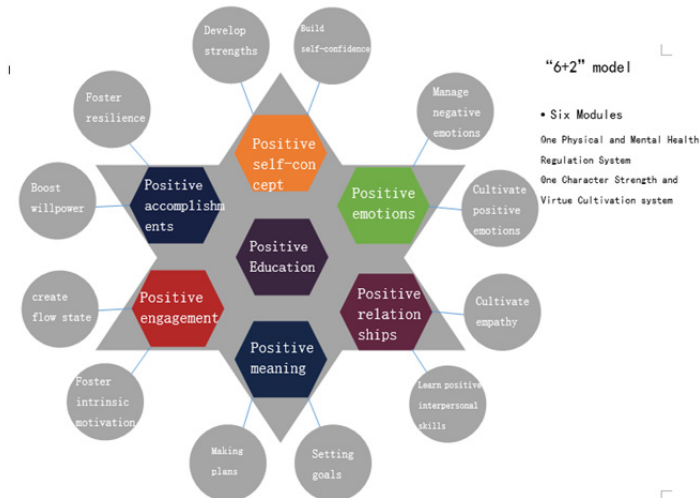 Develop
strengths
Build
self-confidence
"6+2" model
Foster
resilience
Manage
negative
emotions
• Six Modules
One Physical and Mental Health
Regulation System
One Character Strength and
Virtue Cultivation system
Positive
self-con
cept
Boost
willpower
Positive
accomplishm
ents
Positive
emotions
Cultivate
positive
emotions
Positive
Education
create
flow state
Positive
engagement
Positive
relation
ships
Cultivate
empathy
Positive
meaning
Foster
intrinsic
motivation
Learn positive
interpersonal
skills
Making
plans
Setting
goals